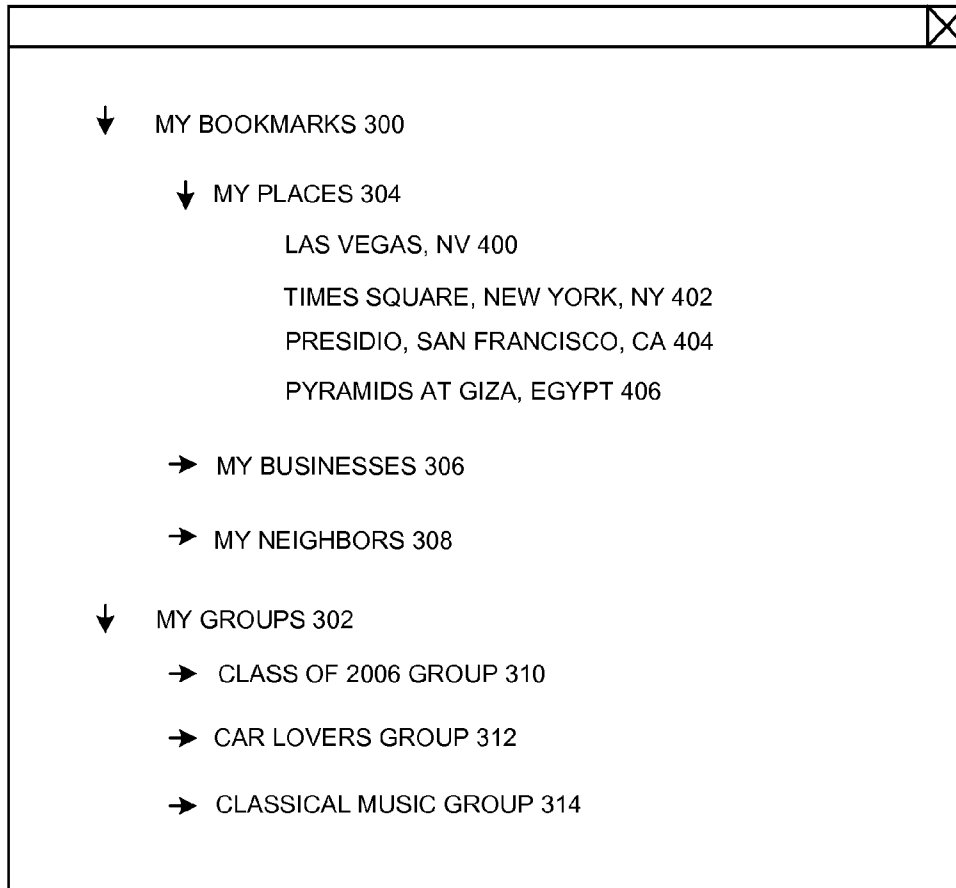 MY BOOKMARKS 300
MY PLACES 304
LAS VEGAS, NV 400
TIMES SQUARE, NEW YORK, NY 402
PRESIDIO, SAN FRANCISCO, CA 404
PYRAMIDS AT GIZA, EGYPT 406
MY BUSINESSES 306
MY NEIGHBORS 308
MY GROUPS 302
CLASS OF 2006 GROUP 310
CAR LOVERS GROUP 312
CLASSICAL MUSIC GROUP 314